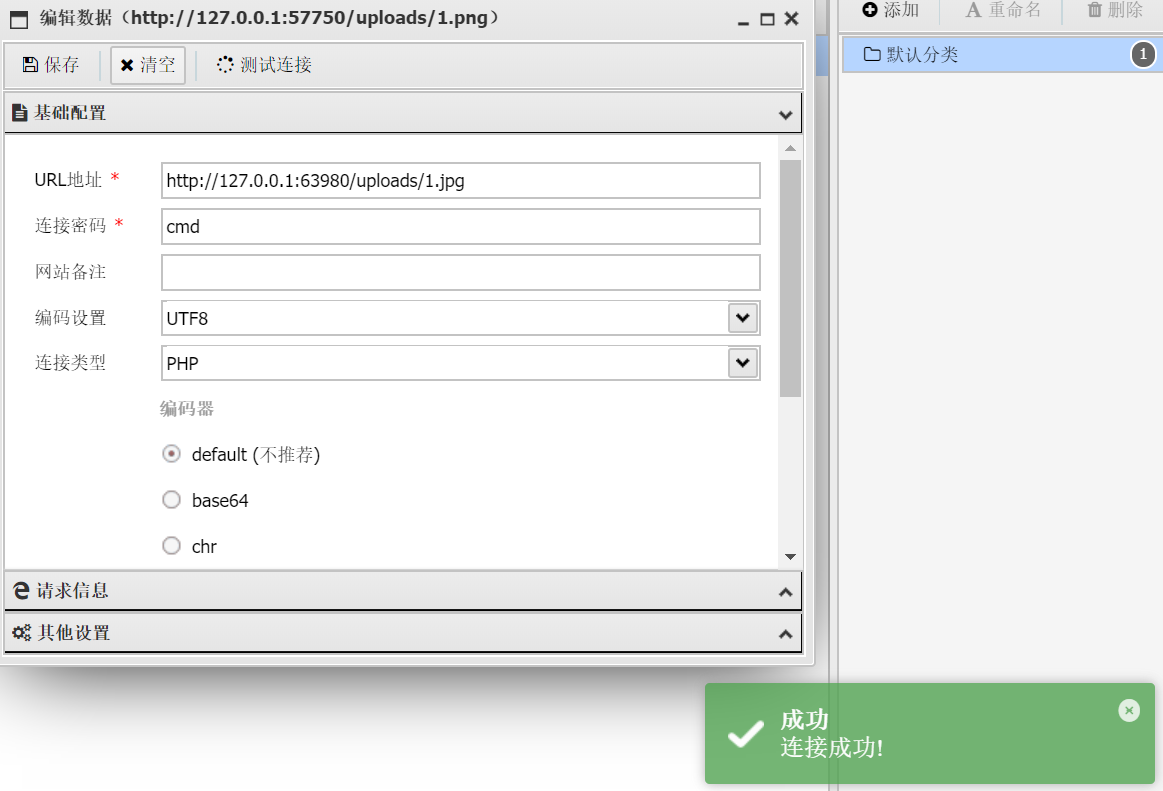 编辑数据（http://127.0.0.1:57750/uploads/1.png）
保存
清空
测试连接
基础配置
URL地址 *
http://127.0.0.1:63980/uploads/1.jpg
连接密码 *
cmd
网站备注
编码设置
UTF8
连接类型
PHP
编码器
default (不推荐)
base64
chr
请求信息
其他设置
添加
重命名
删除
默认分类
1
成功
连接成功!